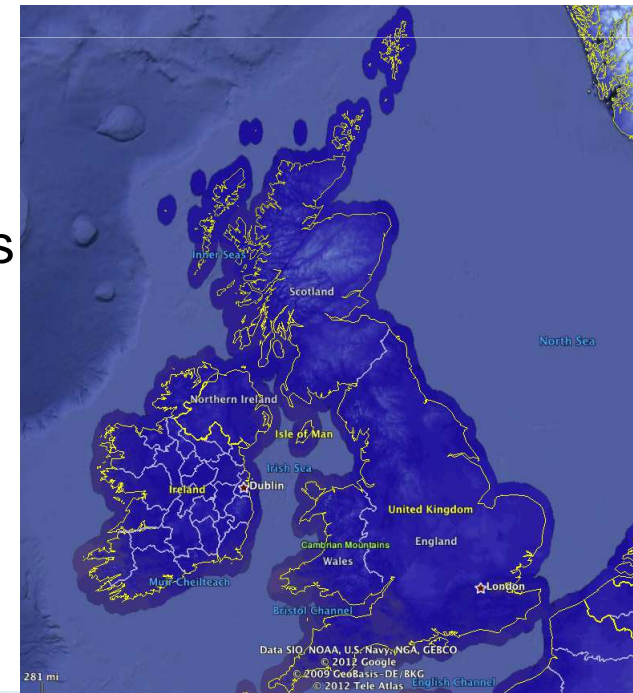 s
Inner Seas
Scotland
North Sea
Northern Ireland
Isle of Man
Irish Sea
Dublin
Ireland
United Kingdom
Cambrian Mountains
England
Wales
London
Muir Cheilteach
Bristol Channel
Data SIO, NOAA, U.S. Navy, NGA, GEBCO
© 2012 Google
© 2009 GeoBasis-DE/BKG
281 mi
© 2012 Tele Atlas
English Channel